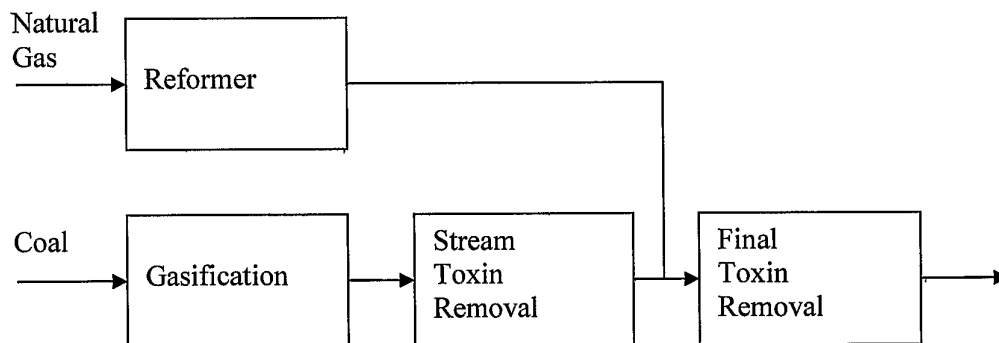 Natural
Gas
Reformer
Coal
Gasification
Stream
Toxin
Removal
Final
Toxin
Removal